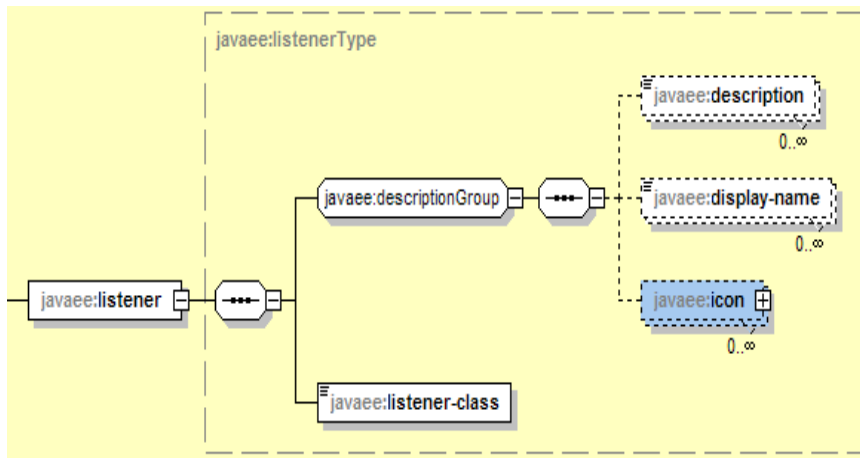 javaee:listenerType
javaee:description
0..∞
javaee:descriptionGroup
javaee:display-name
0..∞
javaee:listener
javaee:icon
0..∞
javaee:listener-class